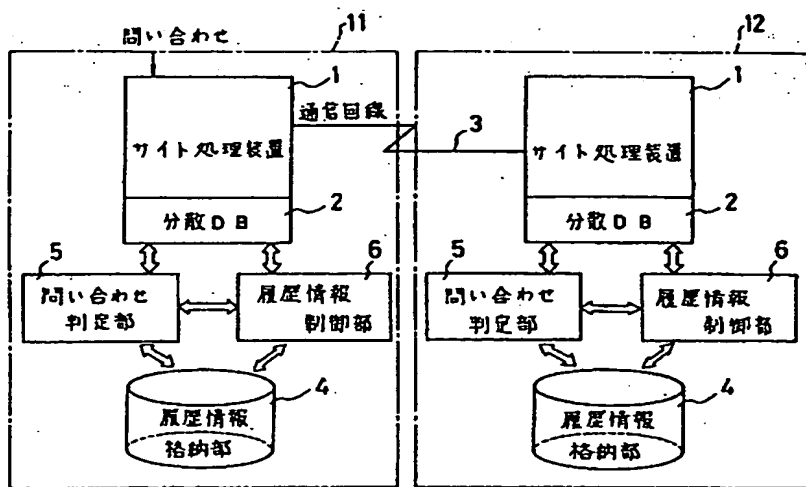 11
問い合わせ
1
通信回線
サイト処理装置
分散DB
2
5
問い合わせ
判定部
6
履歴情報
制御部
4
履歴情報
格納部
12
1
3
サイト処理装置
分散DB
2
5
問い合わせ
判定部
6
履歴情報
制御部
4
履歴情報
格納部